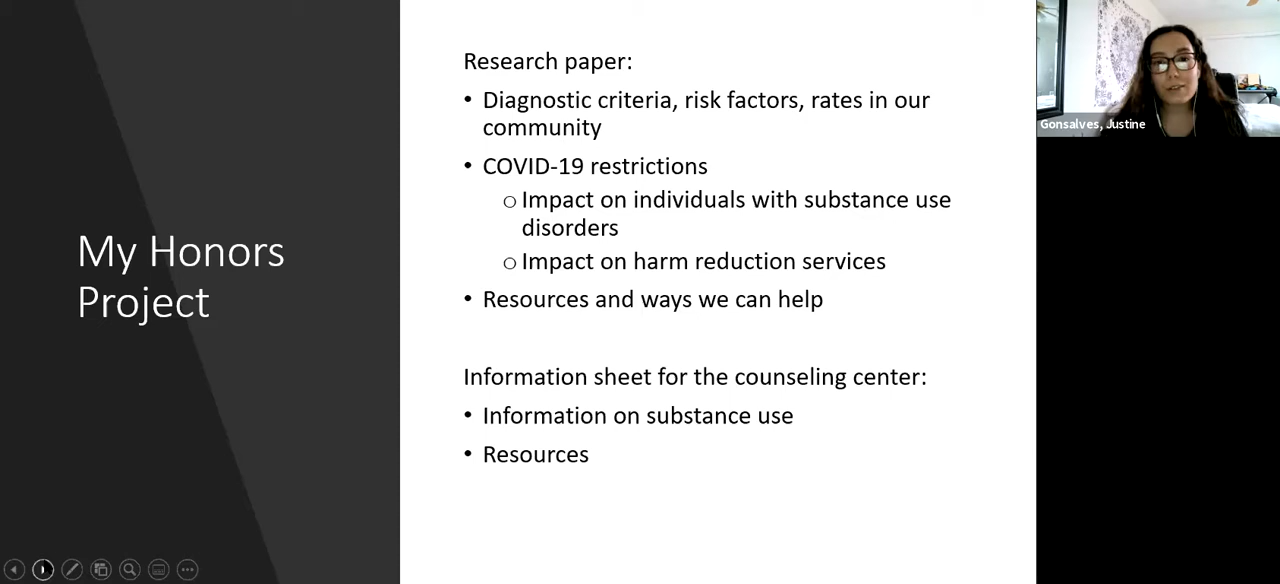 My Honors
Project
Research paper:
• Diagnostic criteria, risk factors, rates in our
community
• COVID-19 restrictions
o Impact on individuals with substance use
disorders
o Impact on harm reduction services
• Resources and ways we can help
Information sheet for the counseling center:
• Information on substance use
• Resources
Gonsalves, Justine